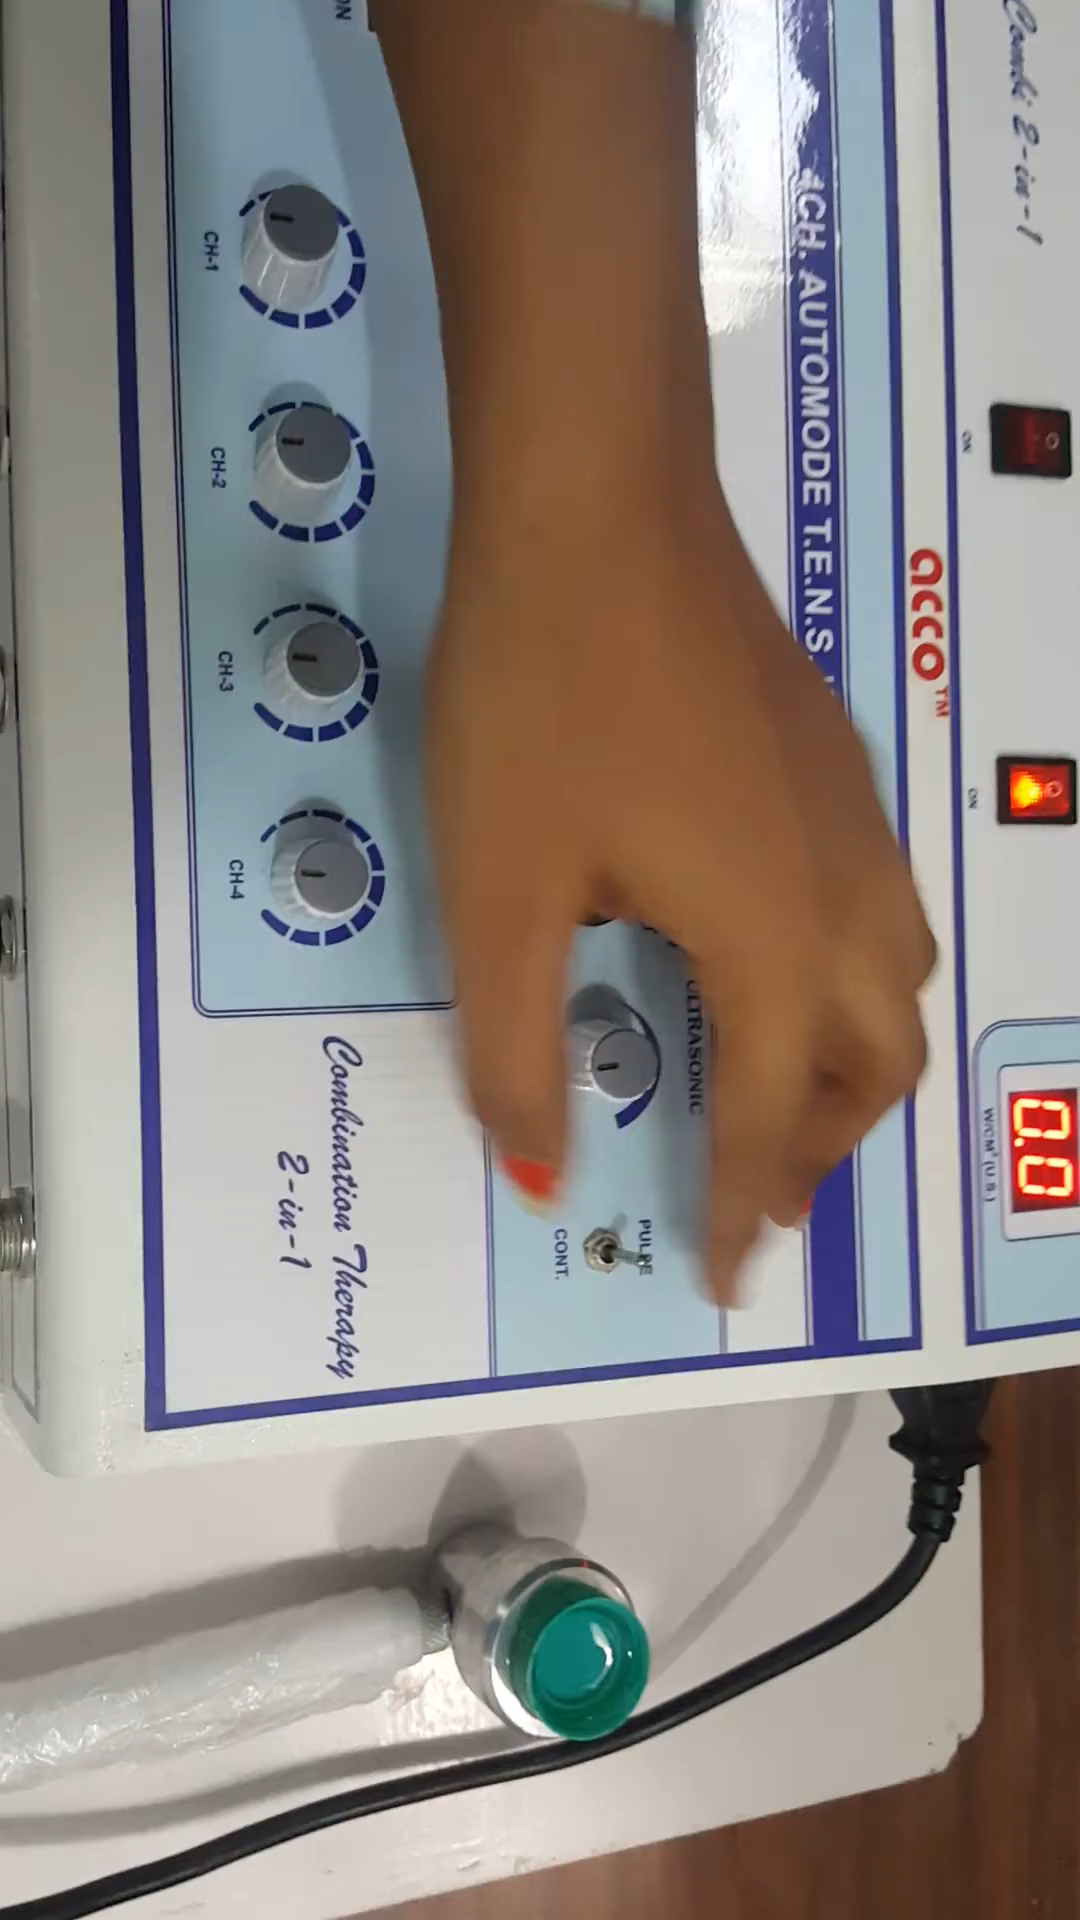 Combi 2-in-1
ON
ON
acco™
0.0
W/CM² (U.S.)
4CH. AUTOMODE T.E.N.S.
ULTRASONIC
PULSE
CONT.
CH-1
CH-2
CH-3
CH-4
Combination Therapy
2-in-1